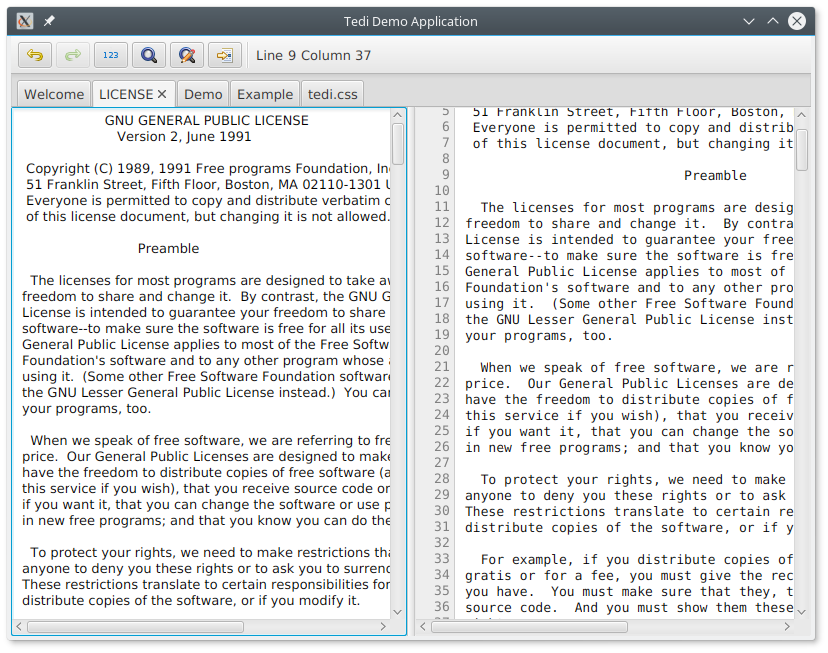 Tedi Demo Application
123
Line 9 Column 37
Welcome
LICENSE
Demo
Example
tedi.css
GNU GENERAL PUBLIC LICENSE
Version 2, June 1991
Copyright (C) 1989, 1991 Free programs Foundation, In
51 Franklin Street, Fifth Floor, Boston, MA 02110-1301 U
Everyone is permitted to copy and distribute verbatim c
of this license document, but changing it is not allowed.
Preamble
The licenses for most programs are designed to take aw
freedom to share and change it.  By contrast, the GNU G
License is intended to guarantee your freedom to share
software--to make sure the software is free for all its use
General Public License applies to most of the Free Softw
Foundation's software and to any other program whose
using it.  (Some other Free Software Foundation software
the GNU Lesser General Public License instead.)  You can
your programs, too.
When we speak of free software, we are referring to fre
price.  Our General Public Licenses are designed to make
have the freedom to distribute copies of free software (a
this service if you wish), that you receive source code or
if you want it, that you can change the software or use p
in new free programs; and that you know you can do the
To protect your rights, we need to make restrictions tha
anyone to deny you these rights or to ask you to surrend
These restrictions translate to certain responsibilities for
distribute copies of the software, or if you modify it.
5 51 Franklin Street, Fifth Floor, Boston,
6 Everyone is permitted to copy and distrib
7 of this license document, but changing it
8
9 Preamble
10
11 The licenses for most programs are desig
12 freedom to share and change it.  By contra
13 License is intended to guarantee your free
14 software--to make sure the software is fre
15 General Public License applies to most of
16 Foundation's software and to any other pro
17 using it.  (Some other Free Software Found
18 the GNU Lesser General Public License inst
19 your programs, too.
20
21 When we speak of free software, we are r
22 price.  Our General Public Licenses are de
23 have the freedom to distribute copies of f
24 this service if you wish), that you receiv
25 if you want it, that you can change the so
26 in new free programs; and that you know yo
27
28 To protect your rights, we need to make
29 anyone to deny you these rights or to ask
30 These restrictions translate to certain re
31 distribute copies of the software, or if y
32
33 For example, if you distribute copies of
34 gratis or for a fee, you must give the rec
35 you have.  You must make sure that they, t
36 source code.  And you must show them these